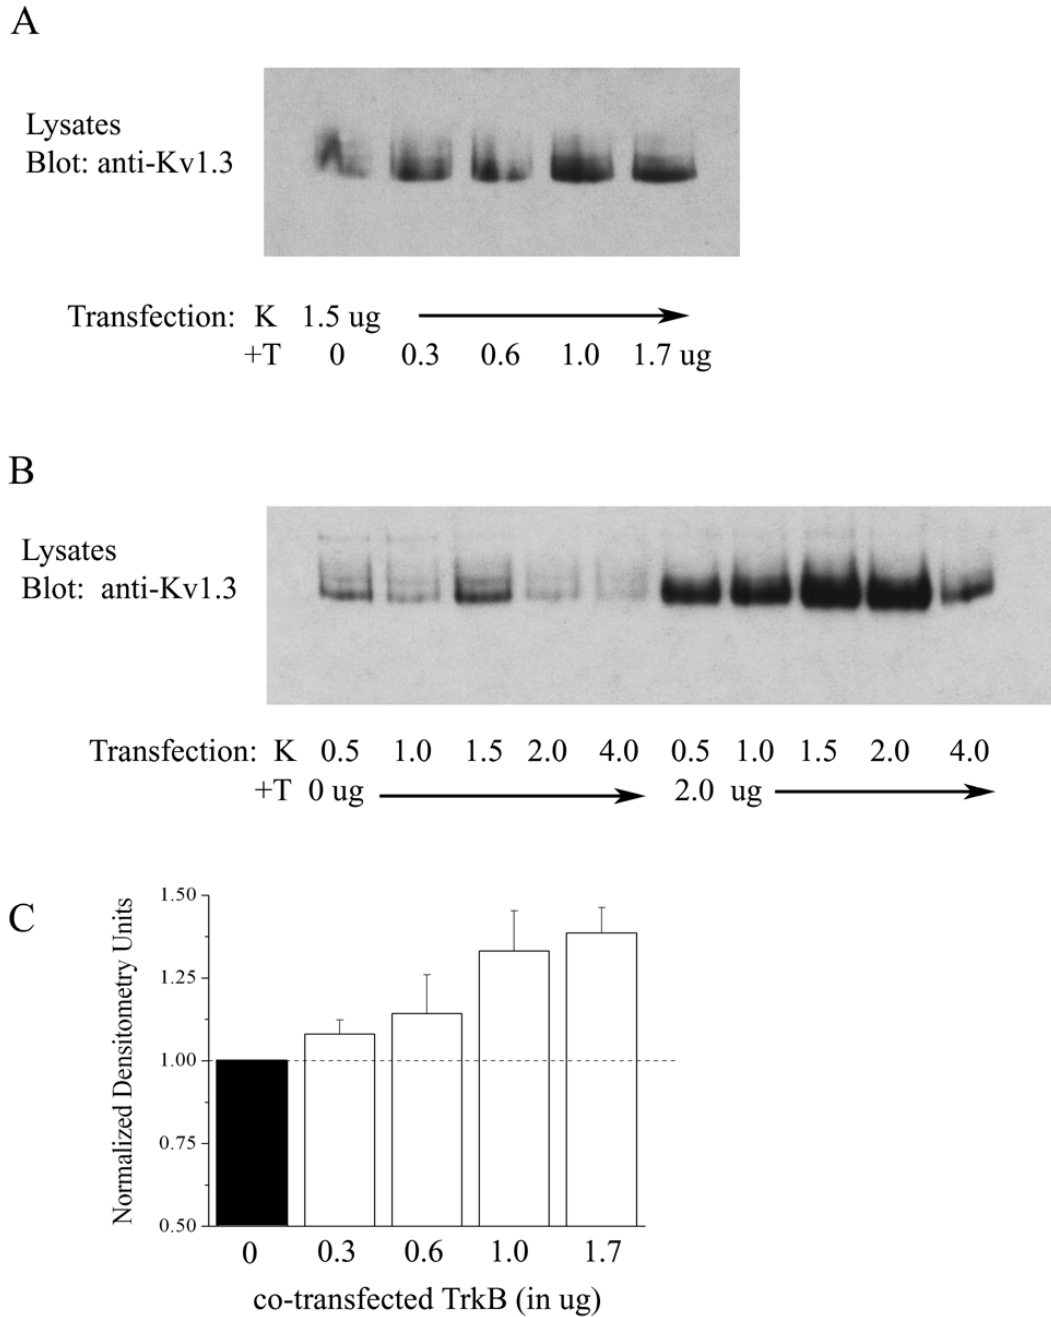 A
Lysates
Blot: anti-Kv1.3
Transfection: K 1.5 ug
+T 0 0.3 0.6 1.0 1.7 ug
B
Lysates
Blot: anti-Kv1.3
Transfection: K 0.5 1.0 1.5 2.0 4.0 0.5 1.0 1.5 2.0 4.0
+T 0 ug 2.0 ug
C
Normalized Densitometry Units
1.50
1.25
1.00
0.75
0.50
0 0.3 0.6 1.0 1.7
co-transfected TrkB (in ug)